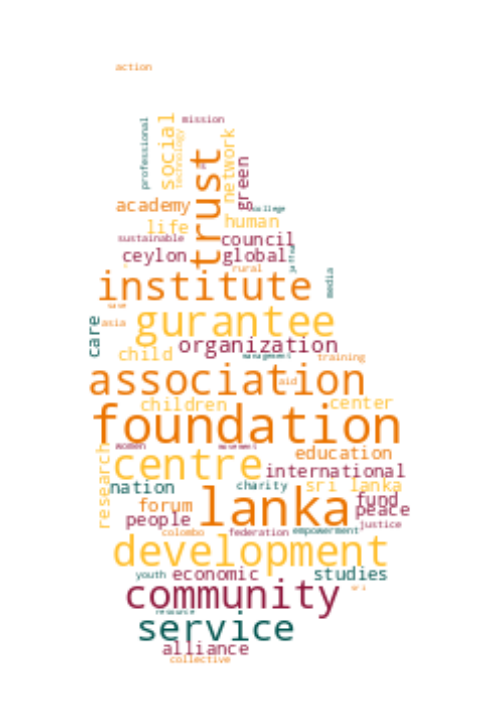 action
mission
professional
social
technology
trust
network
green
academy
college
life
human
sustainable
council
ceylon
global
rural
institute
media
save
gurantee
asia
care
organization
child
management
training
association
aid
children
center
foundation
women
movement
education
centre
international
research
nation
charity
sri lanka
forum
lanka
fund
peace
people
justice
colombo
federation
empowerment
development
youth
economic
studies
sri
community
resource
service
alliance
collective